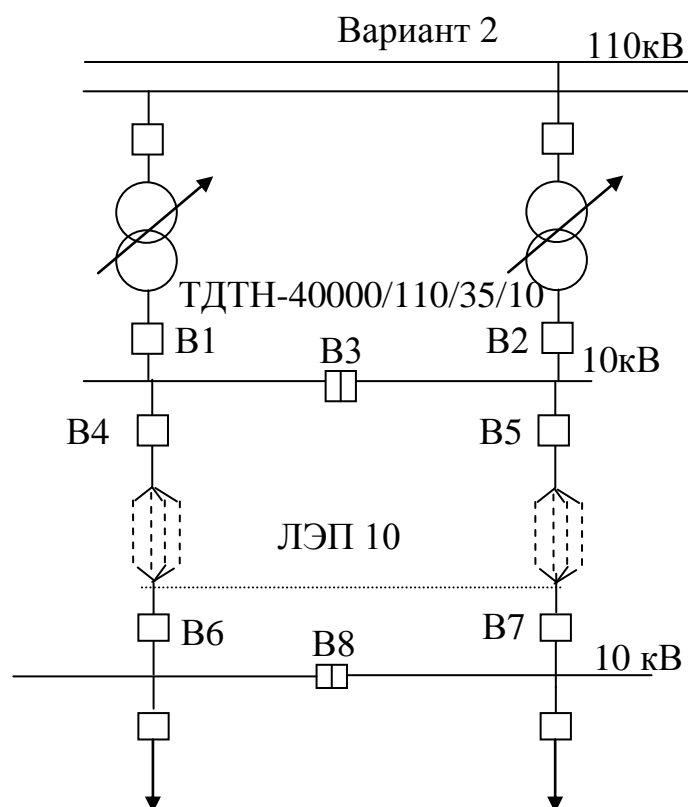 Вариант 2
110кВ
ТДТН-40000/110/35/10
В1
В2
В3
10кВ
В4
В5
ЛЭП 10
В6
В7
В8
10 кВ